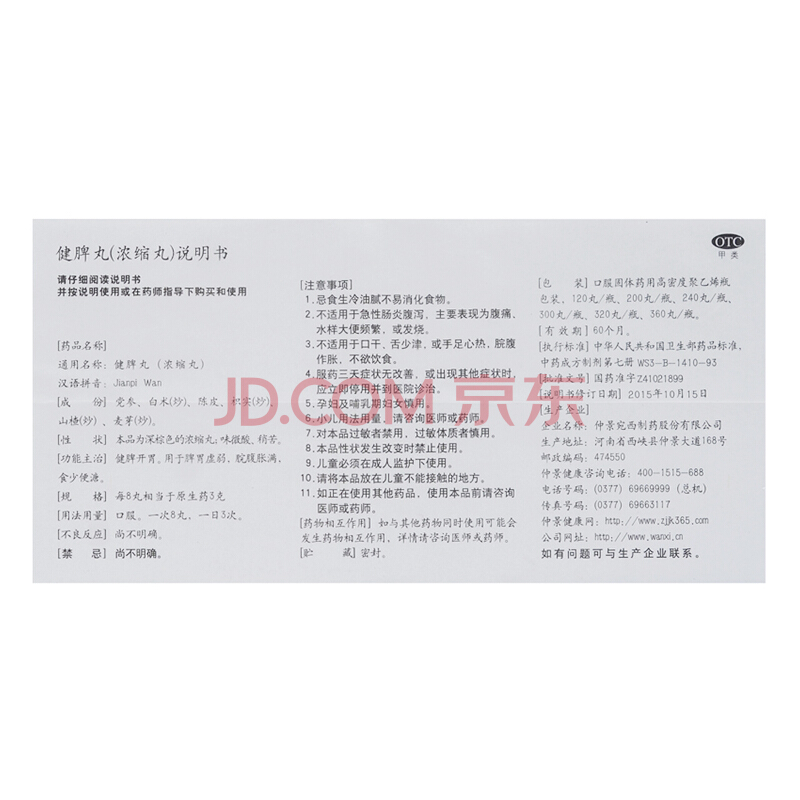 健脾丸(浓缩丸)说明书
请仔细阅读说明书
并按说明使用或在药师指导下购买和使用
[药品名称]
通用名称: 健脾丸(浓缩丸)
汉语拼音: Jianpi Wan
[成 份] 党参、白术(炒)、陈皮、枳实(炒)、
山楂(炒)、麦芽(炒)。
[性 状] 本品为深棕色的浓缩丸;味微酸、稍苦。
[功能主治] 健脾开胃。用于脾胃虚弱,脘腹胀满,
食少便溏。
[规 格] 每8丸相当于原生药3克
[用法用量] 口服。一次8丸,一日3次。
[不良反应] 尚不明确。
[禁 忌] 尚不明确。
[注意事项]
1.忌食生冷油腻不易消化食物。
2.不适用于急性肠炎腹泻,主要表现为腹痛、
水样大便频繁,或发烧。
3.不适用于口干、舌少津,或手足心热,脘腹
作胀,不欲饮食。
4.服药三天症状无改善,或出现其他症状时,
应立即停用并到医院诊治。
5.孕妇及哺乳期妇女慎用。
6.小儿用法用量,请咨询医师或药师。
7.对本品过敏者禁用,过敏体质者慎用。
8.本品性状发生改变时禁止使用。
9.儿童必须在成人监护下使用。
10.请将本品放在儿童不能接触的地方。
11.如正在使用其他药品,使用本品前请咨询
医师或药师。
[药物相互作用] 如与其他药物同时使用可能会
发生药物相互作用,详情请咨询医师或药师。
[贮 藏] 密封。
OTC
甲类
[包 装] 口服固体药用高密度聚乙烯瓶
包装,120丸/瓶、200丸/瓶、240丸/瓶、
300丸/瓶、320丸/瓶、360丸/瓶。
[有 效 期] 60个月。
[执行标准] 中华人民共和国卫生部药品标准,
中药成方制剂第七册 WS3-B-1410-93
[批准文号] 国药准字Z41021899
[说明书修订日期] 2015年10月15日
[生产企业]
企业名称: 仲景宛西制药股份有限公司
生产地址: 河南省西峡县仲景大道168号
邮政编码: 474550
仲景健康咨询电话: 400-1515-688
电话号码: (0377) 69669999 (总机)
传真号码: (0377) 69663117
仲景健康网: http://www.zjjk365.com
公司网址: http://www.wanxi.cn
如有问题可与生产企业联系。
JD.COM 京东